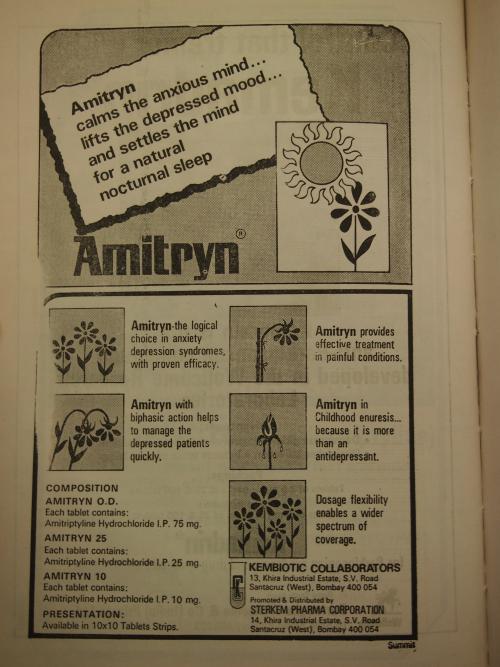 Amitryn
calms the anxious mind...
lifts the depressed mood...
and settles the mind
for a natural
nocturnal sleep
Amitryn®
Amitryn-the logical
choice in anxiety
depression syndromes,
with proven efficacy.
Amitryn provides
effective treatment
in painful conditions.
Amitryn with
biphasic action helps
to manage the
depressed patients
quickly.
Amitryn in
Childhood enuresis...
because it is more
than an
antidepressant.
Dosage flexibility
enables a wider
spectrum of
coverage.
COMPOSITION
AMITRYN O.D.
Each tablet contains:
Amitriptyline Hydrochloride I.P. 75 mg.
AMITRYN 25
Each tablet contains:
Amitriptyline Hydrochloride I.P. 25 mg.
AMITRYN 10
Each tablet contains:
Amitriptyline Hydrochloride I.P. 10 mg.
PRESENTATION:
Available in 10x10 Tablets Strips.
KEMBIOTIC COLLABORATORS
13, Khira Industrial Estate, S.V. Road
Santacruz (West), Bombay 400 054
Promoted & Distributed by
STERKEM PHARMA CORPORATION
14, Khira Industrial Estate, S.V. Road
Santacruz (West), Bombay 400 054
Summit